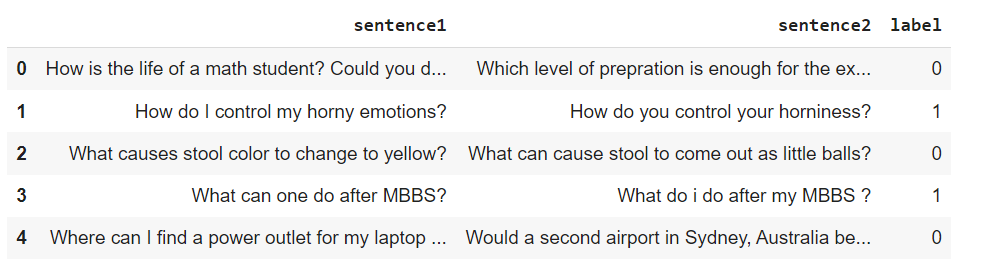 sentence1 sentence2 label
0 How is the life of a math student? Could you d... Which level of prepration is enough for the ex... 0
1 How do I control my horny emotions? How do you control your horniness? 1
2 What causes stool color to change to yellow? What can cause stool to come out as little balls? 0
3 What can one do after MBBS? What do i do after my MBBS ? 1
4 Where can I find a power outlet for my laptop ... Would a second airport in Sydney, Australia be... 0